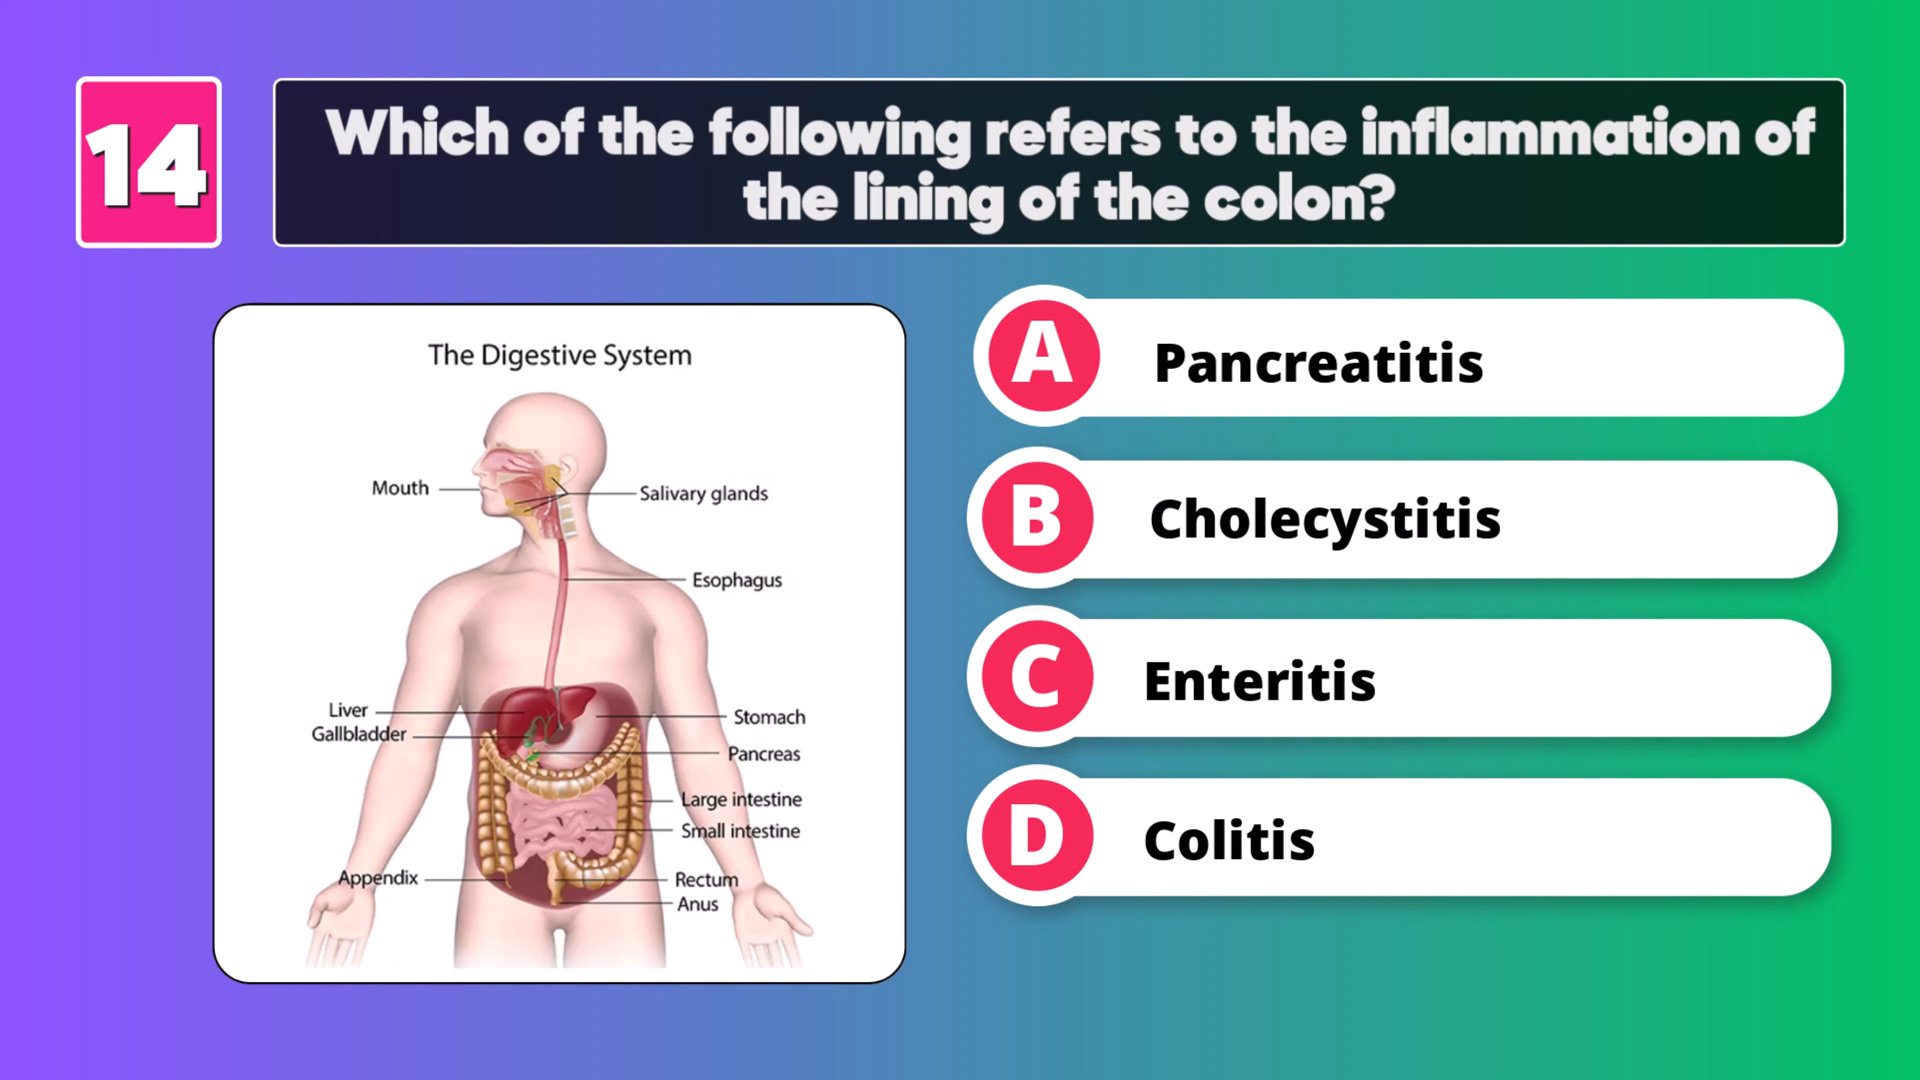 14
Which of the following refers to the inflammation of
the lining of the colon?
The Digestive System
Mouth
Salivary glands
Esophagus
Liver
Gallbladder
Stomach
Pancreas
Large intestine
Small intestine
Appendix
Rectum
Anus
A Pancreatitis
B Cholecystitis
C Enteritis
D Colitis